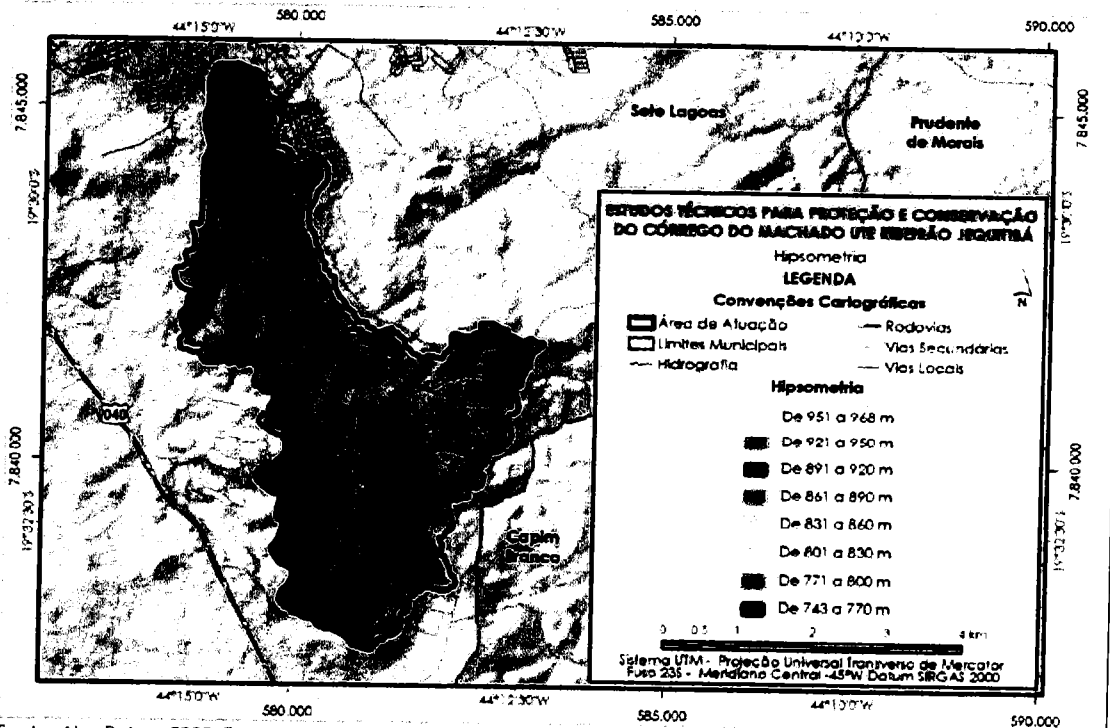 580.000 585.000 590.000
44°15'0"W 44°12'30"W 44°10'0"W
7.845.000 7.845.000
Sete Lagoas
Prudente
de Morais
19°30'0"S
ESTUDOS TÉCNICOS PARA PROTEÇÃO E CONSERVAÇÃO
DO CÓRREGO DO MACHADO UTE RIBEIRÃO JEQUITIBÁ
Hipsometria
LEGENDA
N
Convenções Cartográficas
Área de Atuação
Limites Municipais
Hidrografia
Rodovias
Vias Secundárias
Vias Locais
Hipsometria
De 951 a 968 m
De 921 a 950 m
De 891 a 920 m
De 861 a 890 m
De 831 a 860 m
De 801 a 830 m
De 771 a 800 m
De 743 a 770 m
040
7.840.000 7.840.000
19°32'30"S 19°32'30"S
Capim
Branco
0 0.5 1 2 3 4 km
Sistema UTM - Projeção Universal Transverso de Mercator
Fuso 23S - Meridiano Central -45°W Datum SIRGAS 2000
44°15'0"W 44°12'30"W 44°10'0"W
580.000 585.000 590.000